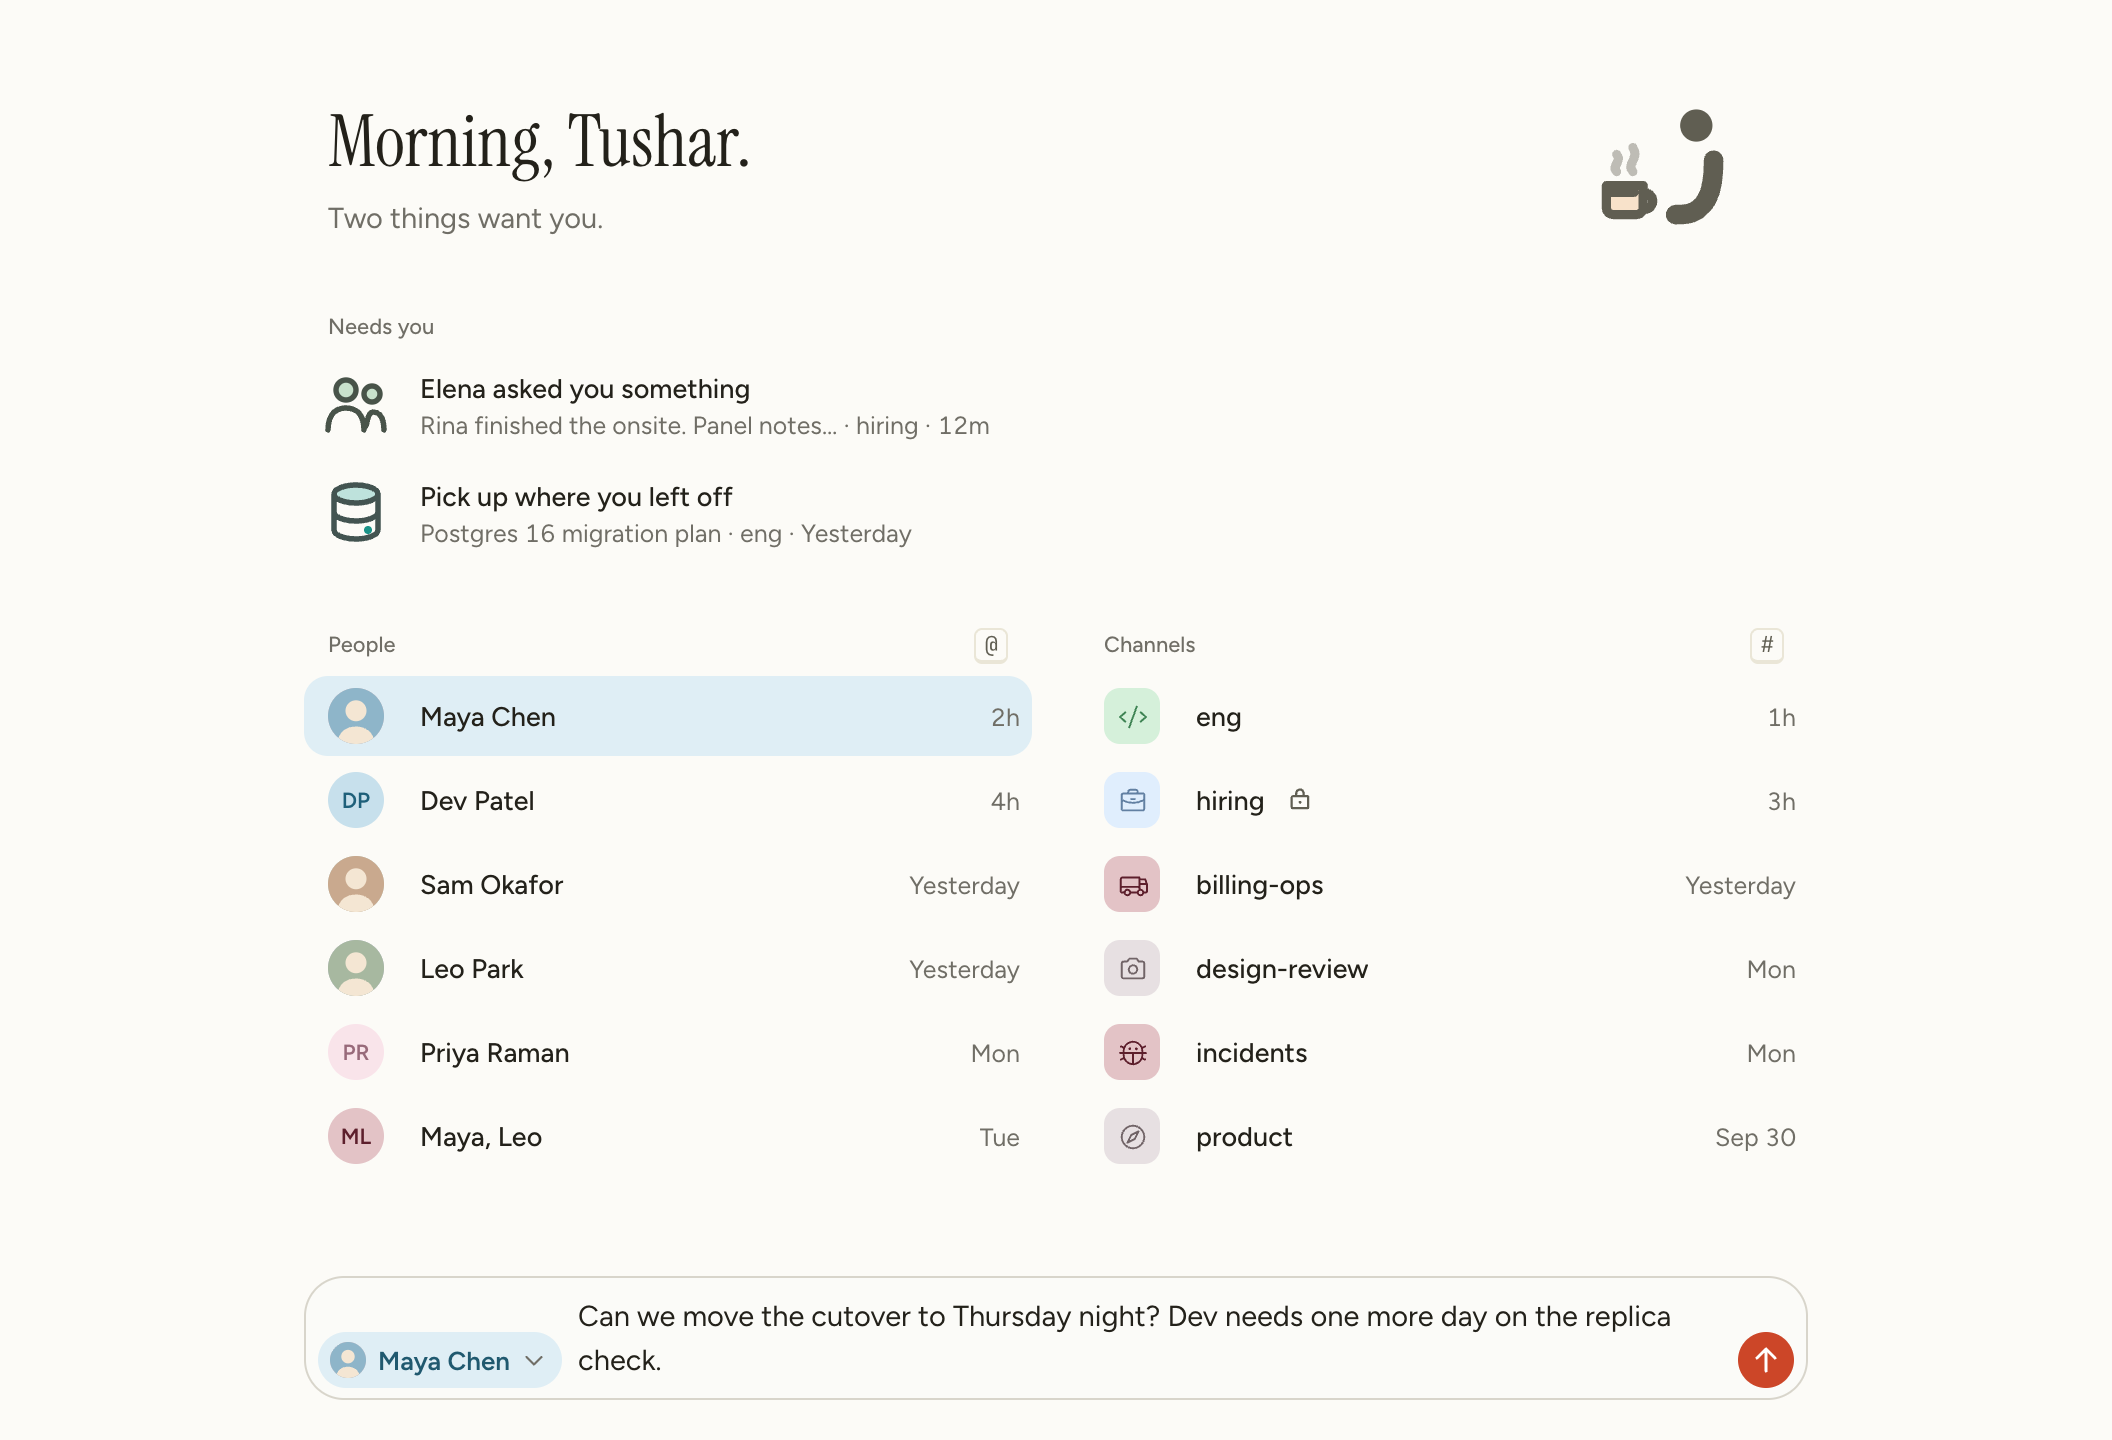 Morning, Tushar.
Two things want you.
Needs you
Elena asked you something
Rina finished the onsite. Panel notes... · hiring · 12m
Pick up where you left off
Postgres 16 migration plan · eng · Yesterday
People @
Maya Chen 2h
DP Dev Patel 4h
Sam Okafor Yesterday
Leo Park Yesterday
PR Priya Raman Mon
ML Maya, Leo Tue
Channels #
eng 1h
hiring 3h
billing-ops Yesterday
design-review Mon
incidents Mon
product Sep 30
Maya Chen
Can we move the cutover to Thursday night? Dev needs one more day on the replica
check.